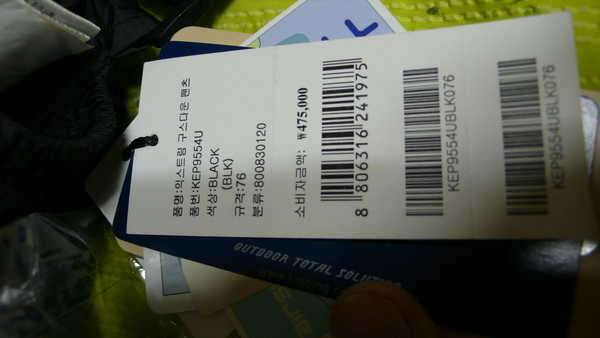 품명:익스트림 구스다운 팬츠
품번:KEP9554U
색상:BLACK
(BLK)
규격:76
분류:800830120
소비자금액: ₩475,000
8 806316 241975
KEP9554UBLK076
KEP9554UBLK076
OUTDOOR TOTAL SOLUTION